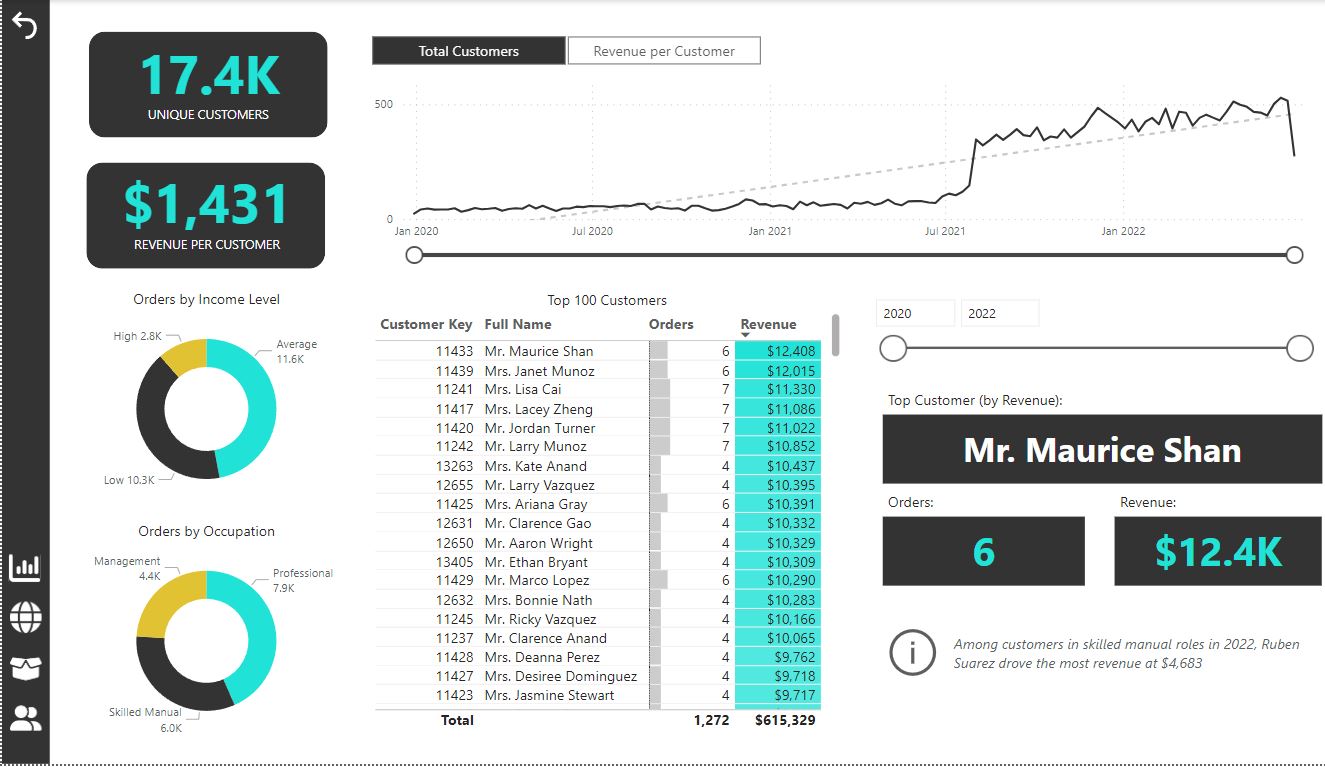 17.4K
UNIQUE CUSTOMERS
$1,431
REVENUE PER CUSTOMER
Total Customers
Revenue per Customer
500
0
Jan 2020
Jul 2020
Jan 2021
Jul 2021
Jan 2022
Orders by Income Level
High 2.8K
Average
11.6K
Low 10.3K
Orders by Occupation
Management
4.4K
Professional
7.9K
Skilled Manual
6.0K
Top 100 Customers
Customer Key Full Name Orders Revenue
11433 Mr. Maurice Shan 6 $12,408
11439 Mrs. Janet Munoz 6 $12,015
11241 Mrs. Lisa Cai 7 $11,330
11417 Mrs. Lacey Zheng 7 $11,086
11420 Mr. Jordan Turner 7 $11,022
11242 Mr. Larry Munoz 7 $10,852
13263 Mrs. Kate Anand 4 $10,437
12655 Mr. Larry Vazquez 4 $10,395
11425 Mrs. Ariana Gray 6 $10,391
12631 Mr. Clarence Gao 4 $10,332
12650 Mr. Aaron Wright 4 $10,329
13405 Mr. Ethan Bryant 4 $10,309
11429 Mr. Marco Lopez 6 $10,290
12632 Mrs. Bonnie Nath 4 $10,283
11245 Mr. Ricky Vazquez 4 $10,166
11237 Mr. Clarence Anand 4 $10,065
11428 Mrs. Deanna Perez 4 $9,762
11427 Mrs. Desiree Dominguez 4 $9,718
11423 Mrs. Jasmine Stewart 4 $9,717
Total 1,272 $615,329
2020
2022
Top Customer (by Revenue):
Mr. Maurice Shan
Orders:
6
Revenue:
$12.4K
Among customers in skilled manual roles in 2022, Ruben
Suarez drove the most revenue at $4,683